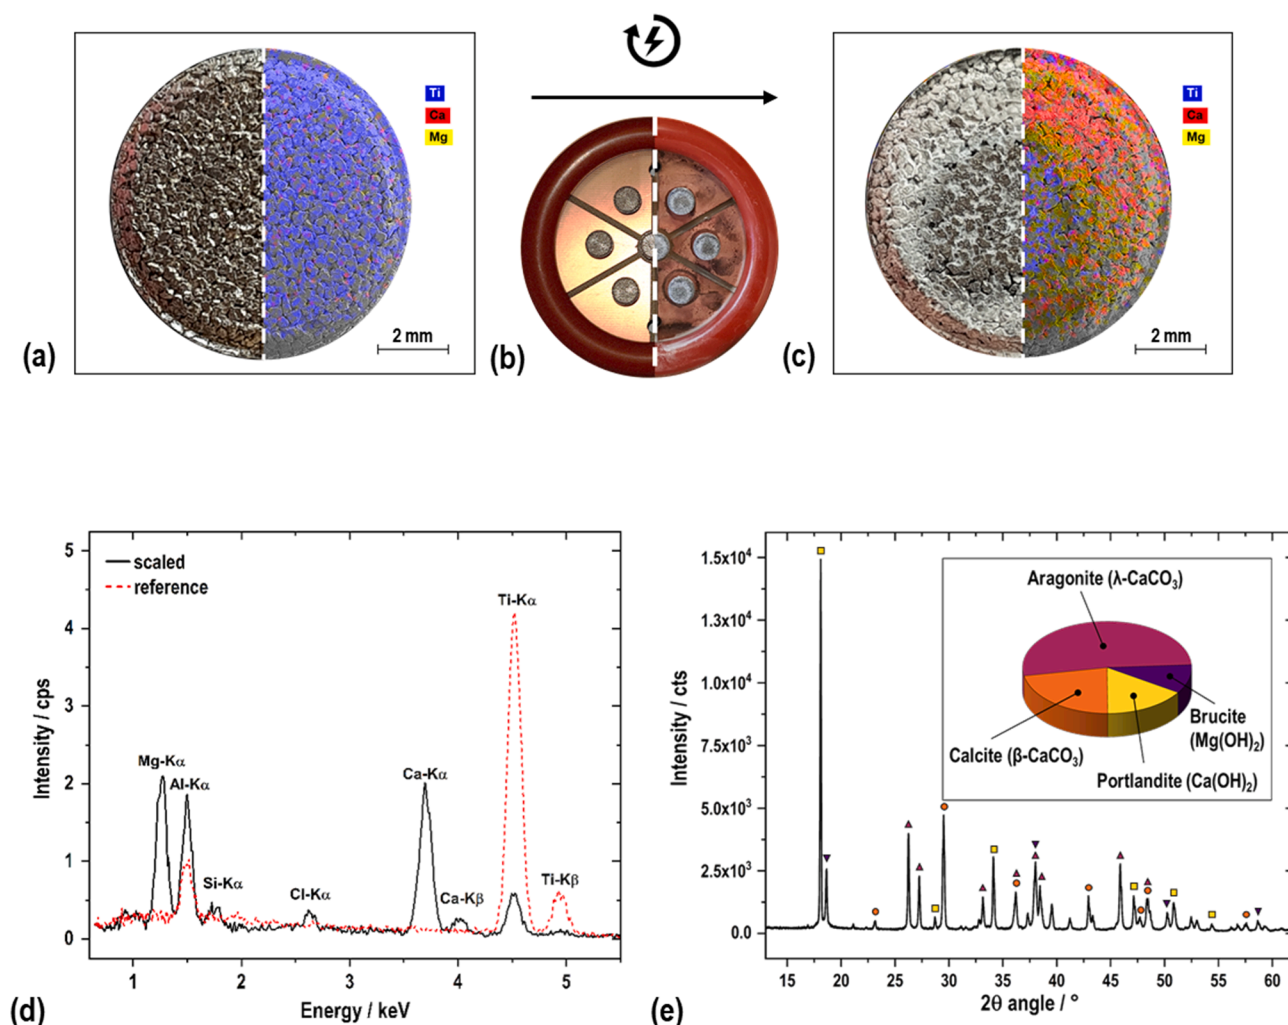 Ti
Ca
Mg
2 mm
(a)
(b)
Ti
Ca
Mg
2 mm
(c)
5
4
3
2
1
0
Intensity / cps
scaled
reference
Mg-Kα
Al-Kα
Si-Kα
Cl-Kα
Ca-Kα
Ca-Kβ
Ti-Kα
Ti-Kβ
1
2
3
4
5
Energy / keV
(d)
1.5x10⁴
1.3x10⁴
1.0x10⁴
7.5x10³
5.0x10³
2.5x10³
0.0
Intensity / cts
Aragonite (λ-CaCO₃)
Brucite
(Mg(OH)₂)
Calcite (β-CaCO₃)
Portlandite (Ca(OH)₂)
15
20
25
30
35
40
45
50
55
60
2θ angle / °
(e)